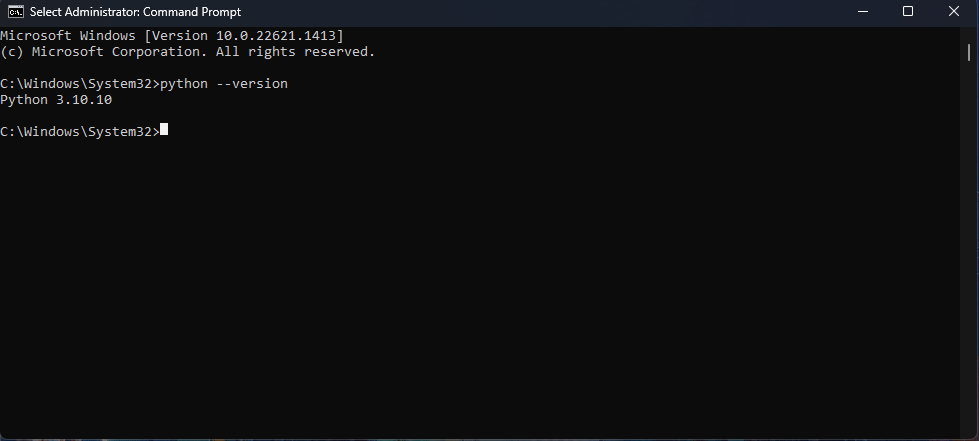 Select Administrator: Command Prompt
Microsoft Windows [Version 10.0.22621.1413]
(c) Microsoft Corporation. All rights reserved.
C:\Windows\System32>python --version
Python 3.10.10
C:\Windows\System32>